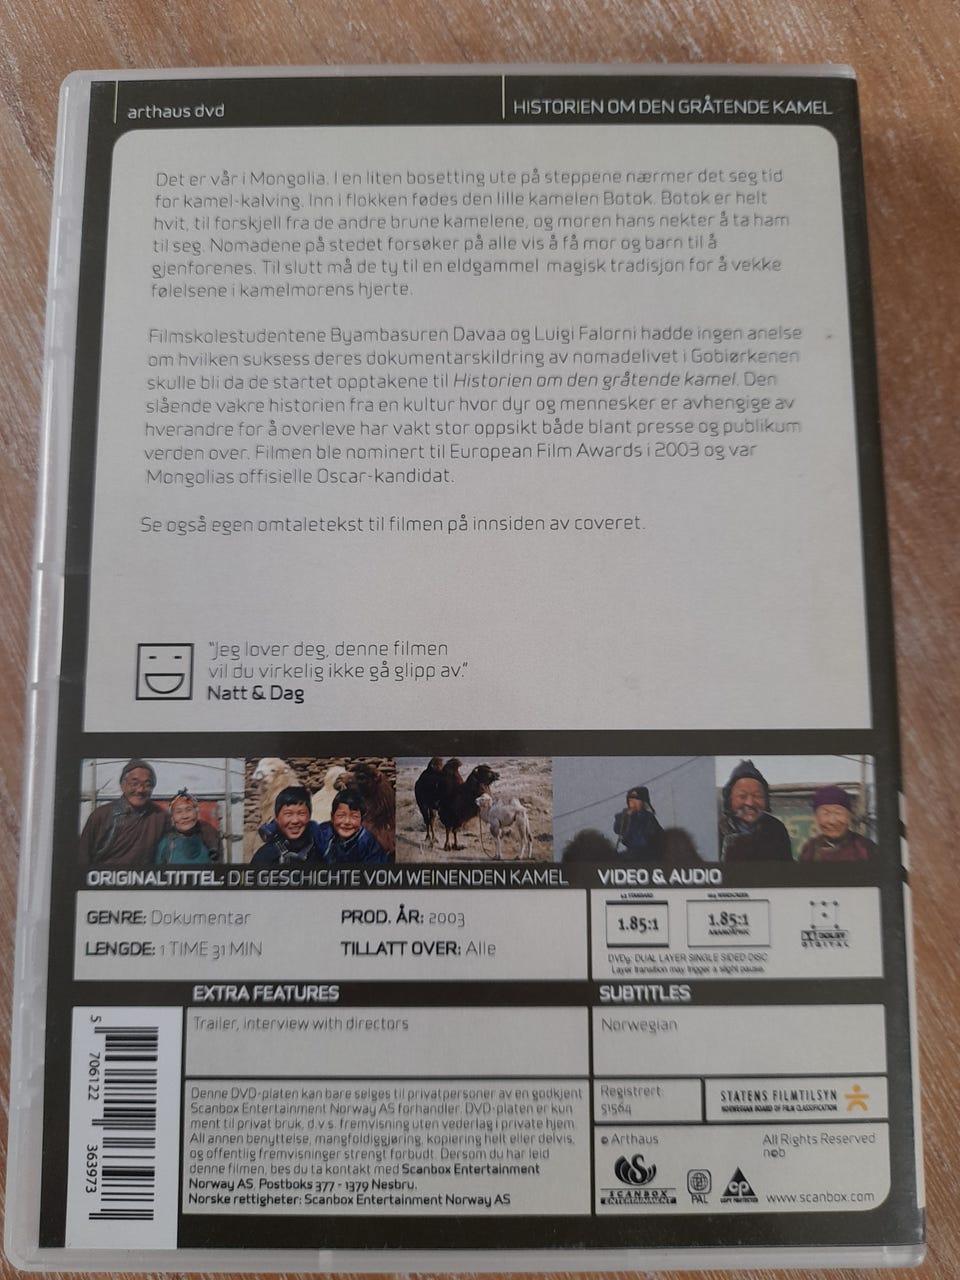 arthaus dvd
HISTORIEN OM DEN GRÅTENDE KAMEL
Det er vår i Mongolia. I en liten bosetting ute på steppene nærmer det seg tid
for kamel-kalving. Inn i flokken fødes den lille kamelen Botok. Botok er helt
hvit, til forskjell fra de andre brune kamelene, og moren hans nekter å ta ham
til seg. Nomadene på stedet forsøker på alle vis å få mor og barn til å
gjenforenes. Til slutt må de ty til en eldgammel magisk tradisjon for å vekke
følelsene i kamelmorens hjerte.
Filmskolestudentene Byambasuren Davaa og Luigi Falorni hadde ingen anelse
om hvilken suksess deres dokumentarskildring av nomadelivet i Gobiørkenen
skulle bli da de startet opptakene til Historien om den gråtende kamel. Den
slående vakre historien fra en kultur hvor dyr og mennesker er avhengige av
hverandre for å overleve har vakt stor oppsikt både blant presse og publikum
verden over. Filmen ble nominert til European Film Awards i 2003 og var
Mongolias offisielle Oscar-kandidat.
Se også egen omtaletekst til filmen på innsiden av coveret.
"Jeg lover deg, denne filmen
vil du virkelig ikke gå glipp av."
Natt & Dag
ORIGINALTITTEL: DIE GESCHICHTE VOM WEINENDEN KAMEL
GENRE: Dokumentar
PROD. ÅR: 2003
LENGDE: 1 TIME 31 MIN
TILLATT OVER: Alle
VIDEO & AUDIO
1.85:1
1.85:1
ANAMORPHIC
DOLBY
DIGITAL
DVD9: DUAL LAYER SINGLE SIDED DISC
Layer transition may trigger a slight pause.
EXTRA FEATURES
Trailer, interview with directors
SUBTITLES
Norwegian
5 706122 363973
Denne DVD-platen kan bare selges til privatpersoner av en godkjent
Scanbox Entertainment Norway AS forhandler. DVD-platen er kun
ment til privat bruk, d.v.s. fremvisning uten vederlag i private hjem.
All annen benyttelse, mangfoldiggjøring, kopiering helt eller delvis,
og offentlig fremvisninger strengt forbudt. Dersom du har leid
denne filmen, bes du ta kontakt med Scanbox Entertainment
Norway AS, Postboks 377 - 1379 Nesbru.
Norske rettigheter: Scanbox Entertainment Norway AS
Registrert:
51564
STATENS FILMTILSYN
NORWEGIAN BOARD OF FILM CLASSIFICATION
© Arthaus
All Rights Reserved
ncb
SCANBOX
ENTERTAINMENT
PAL
CP
COPY PROTECTED
www.scanbox.com